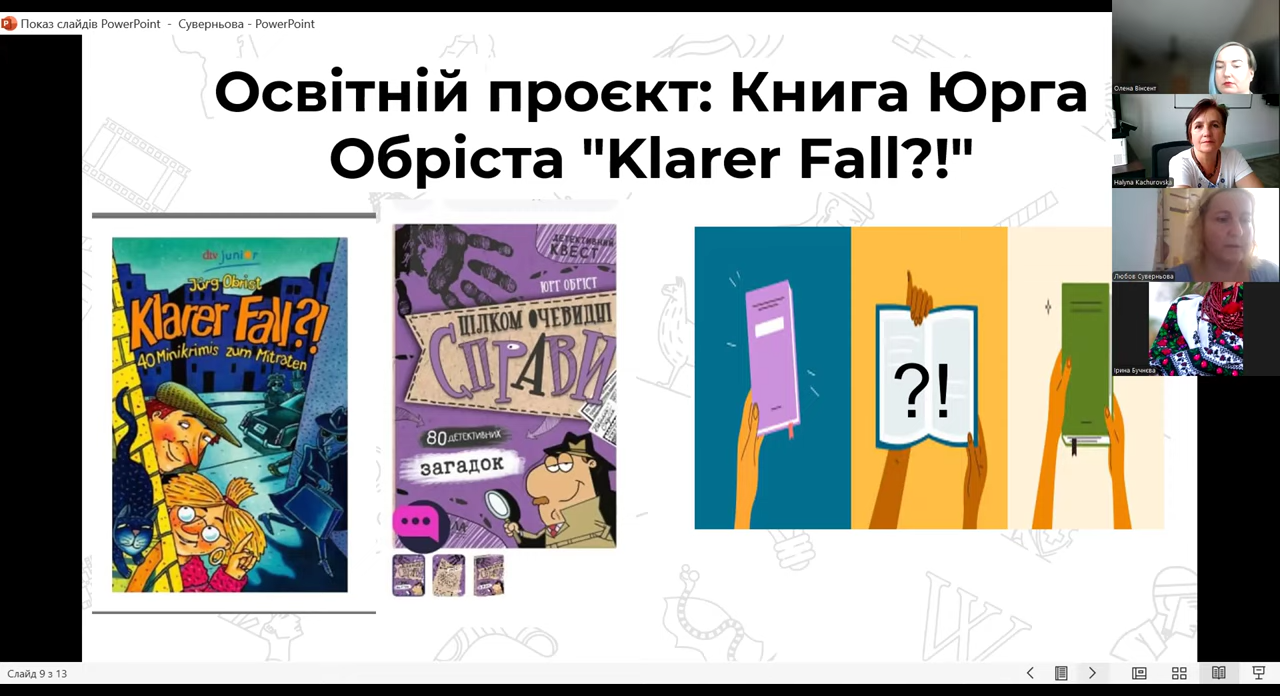 Показ слайдів PowerPoint - Суверньова - PowerPoint
Освітній проєкт: Книга Юрга
Обріста "Klarer Fall?!"
dtv junior
Jürg Obrist
Klarer Fall?!
40 Minikrimis zum Mitraten
ДЕТЕКТИВНИЙ
КВЕСТ
ЮРГ ОБРІСТ
ЦІЛКОМ ОЧЕВИДНІ
СПРАВИ
80 ДЕТЕКТИВНИХ
ЗАГАДОК
?!
Олена Вінсент
Halyna Kachurovska
Любов Суверньова
Ірина Бучнєва
Слайд 9 з 13